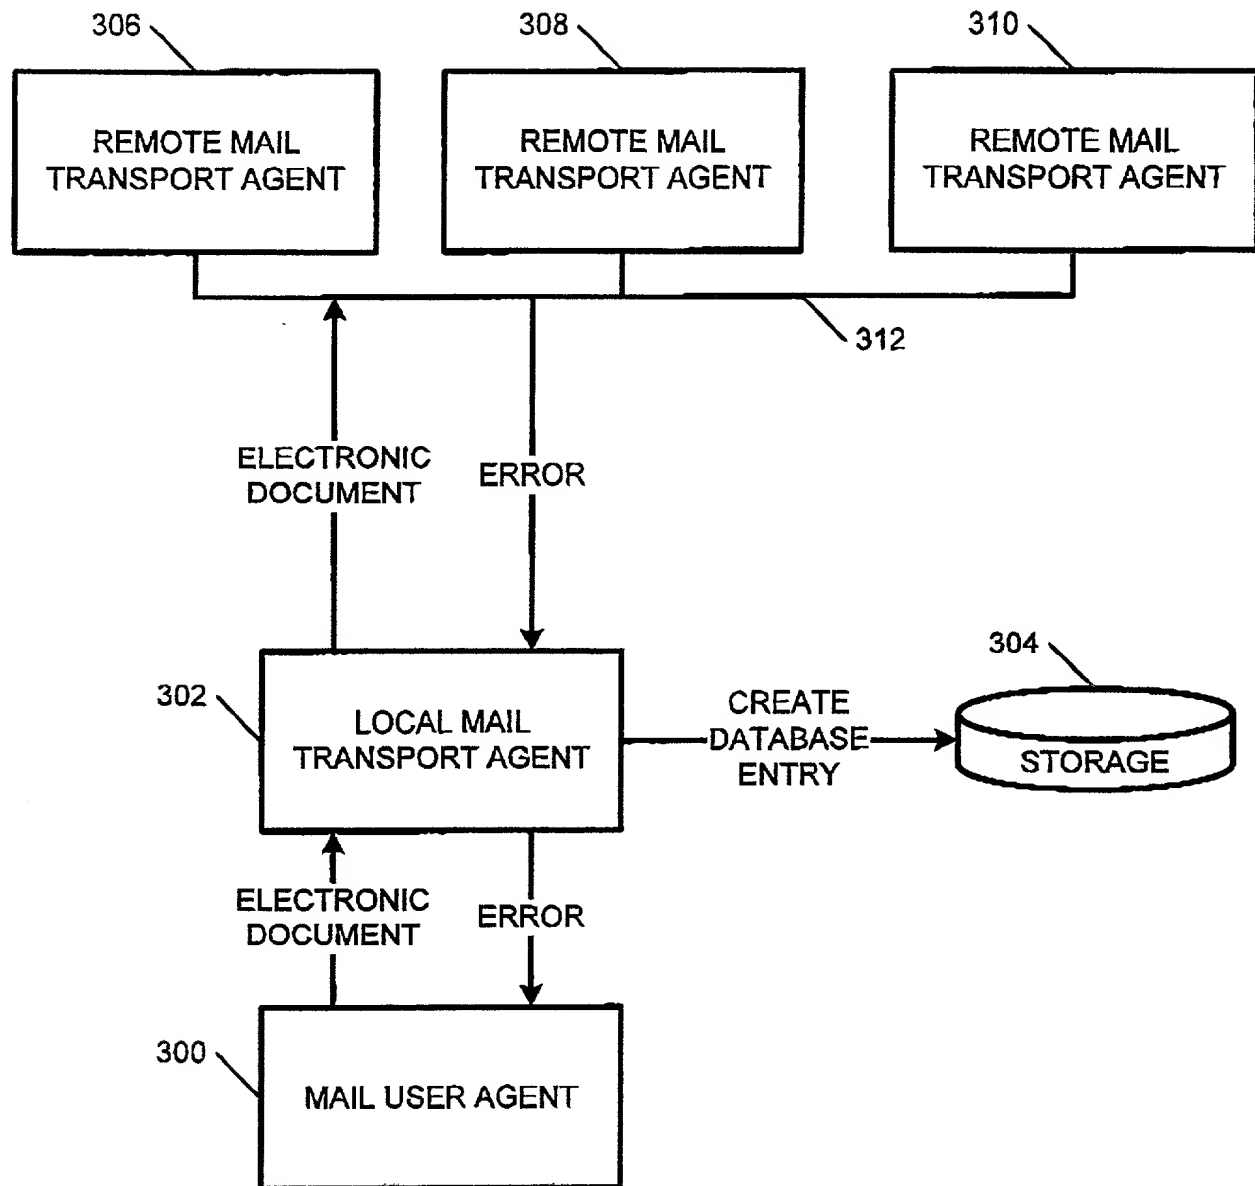 306
308
310
REMOTE MAIL
TRANSPORT AGENT
REMOTE MAIL
TRANSPORT AGENT
REMOTE MAIL
TRANSPORT AGENT
312
ELECTRONIC
DOCUMENT
ERROR
302
LOCAL MAIL
TRANSPORT AGENT
CREATE
DATABASE
ENTRY
304
STORAGE
ELECTRONIC
DOCUMENT
ERROR
300
MAIL USER AGENT